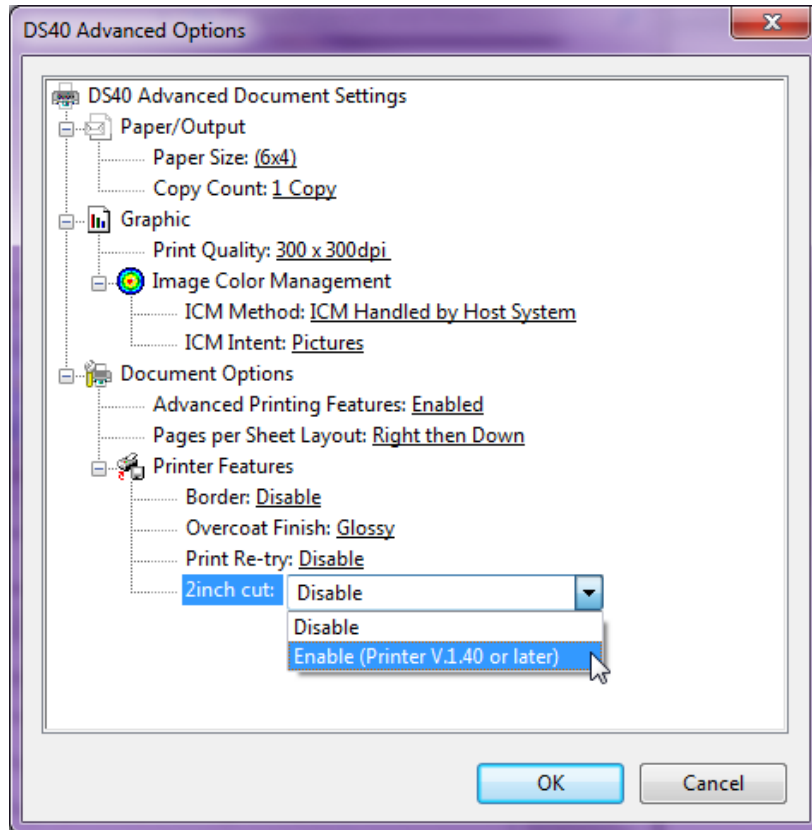 DS40 Advanced Options
DS40 Advanced Document Settings
Paper/Output
Paper Size: (6x4)
Copy Count: 1 Copy
Graphic
Print Quality: 300 x 300dpi
Image Color Management
ICM Method: ICM Handled by Host System
ICM Intent: Pictures
Document Options
Advanced Printing Features: Enabled
Pages per Sheet Layout: Right then Down
Printer Features
Border: Disable
Overcoat Finish: Glossy
Print Re-try: Disable
2inch cut: Disable
Disable
Enable (Printer V.1.40 or later)
OK Cancel